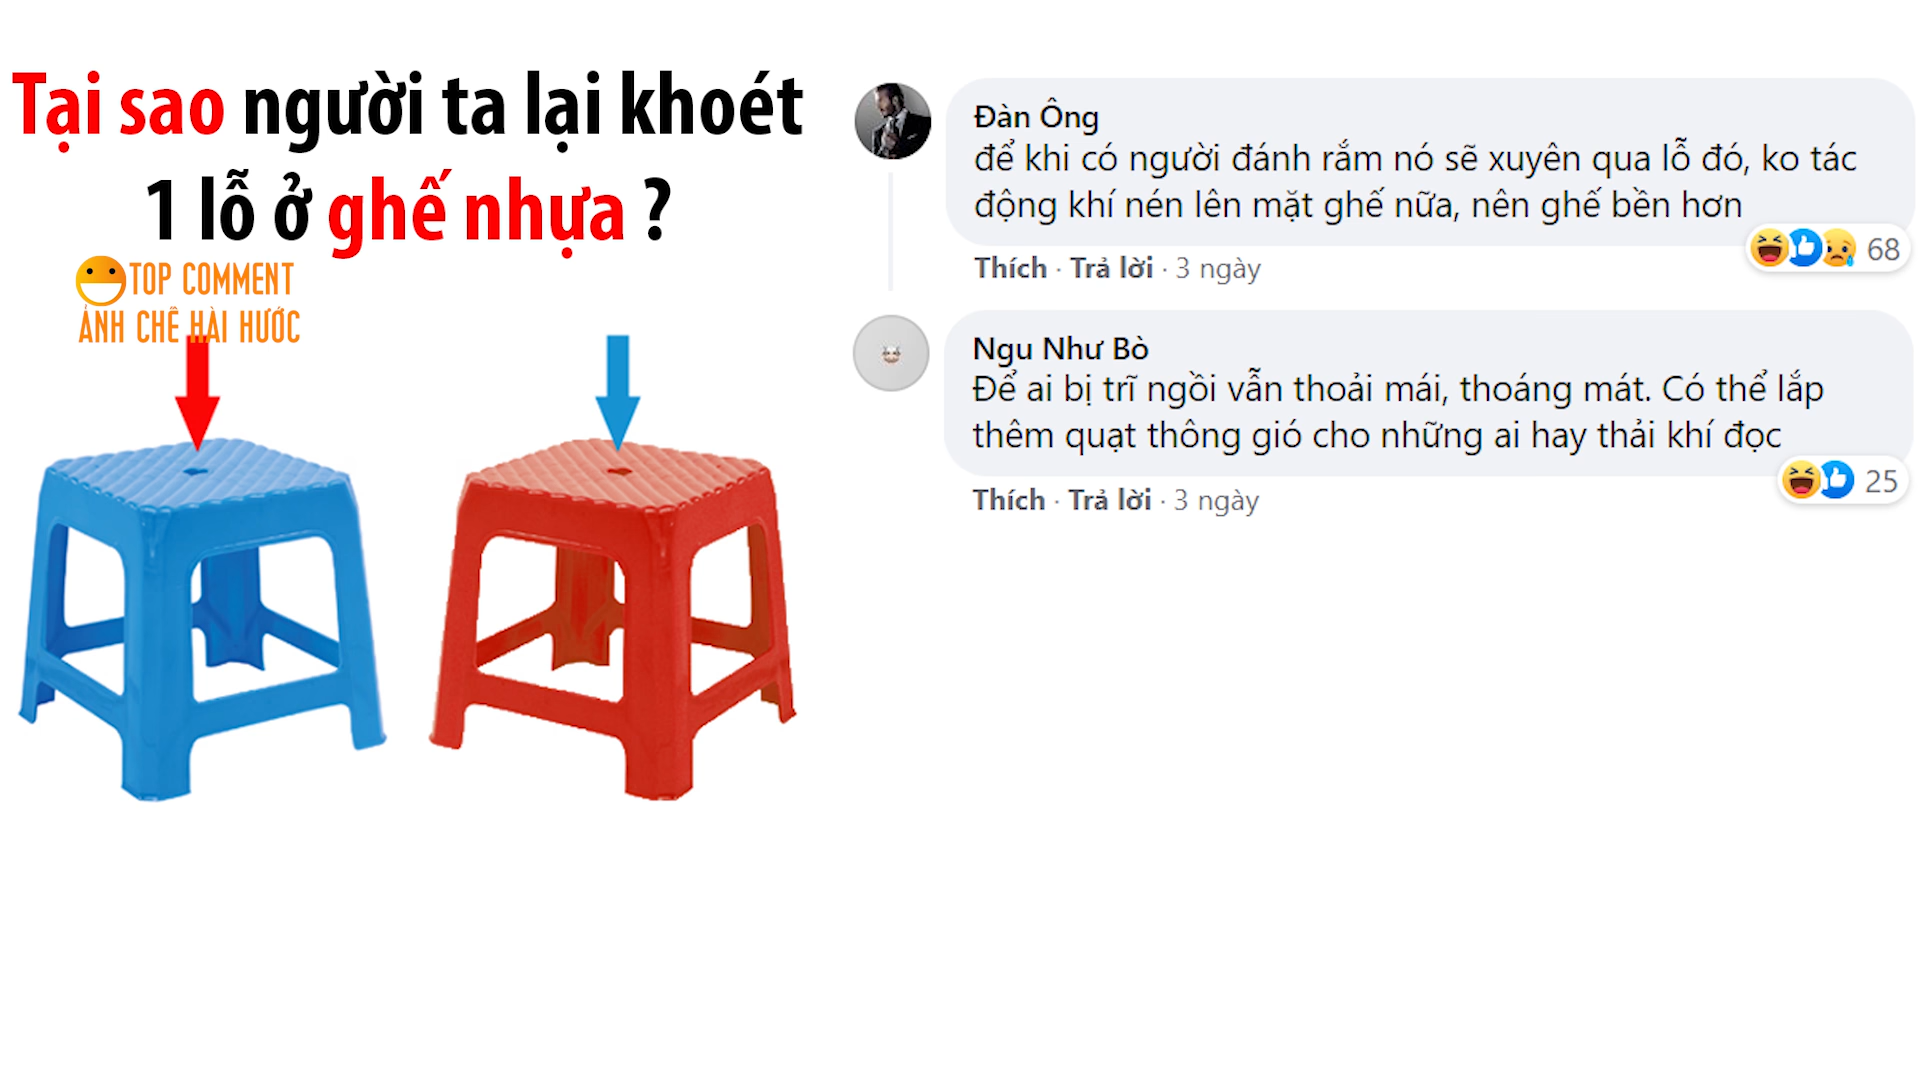 Tại sao người ta lại khoét
1 lỗ ở ghế nhựa ?
TOP COMMENT
ẢNH CHẾ HÀI HƯỚC
Đàn Ông
để khi có người đánh rắm nó sẽ xuyên qua lỗ đó, ko tác
động khí nén lên mặt ghế nữa, nên ghế bền hơn
68
Thích · Trả lời · 3 ngày
Ngu Như Bò
Để ai bị trĩ ngồi vẫn thoải mái, thoáng mát. Có thể lắp
thêm quạt thông gió cho những ai hay thải khí đọc
25
Thích · Trả lời · 3 ngày